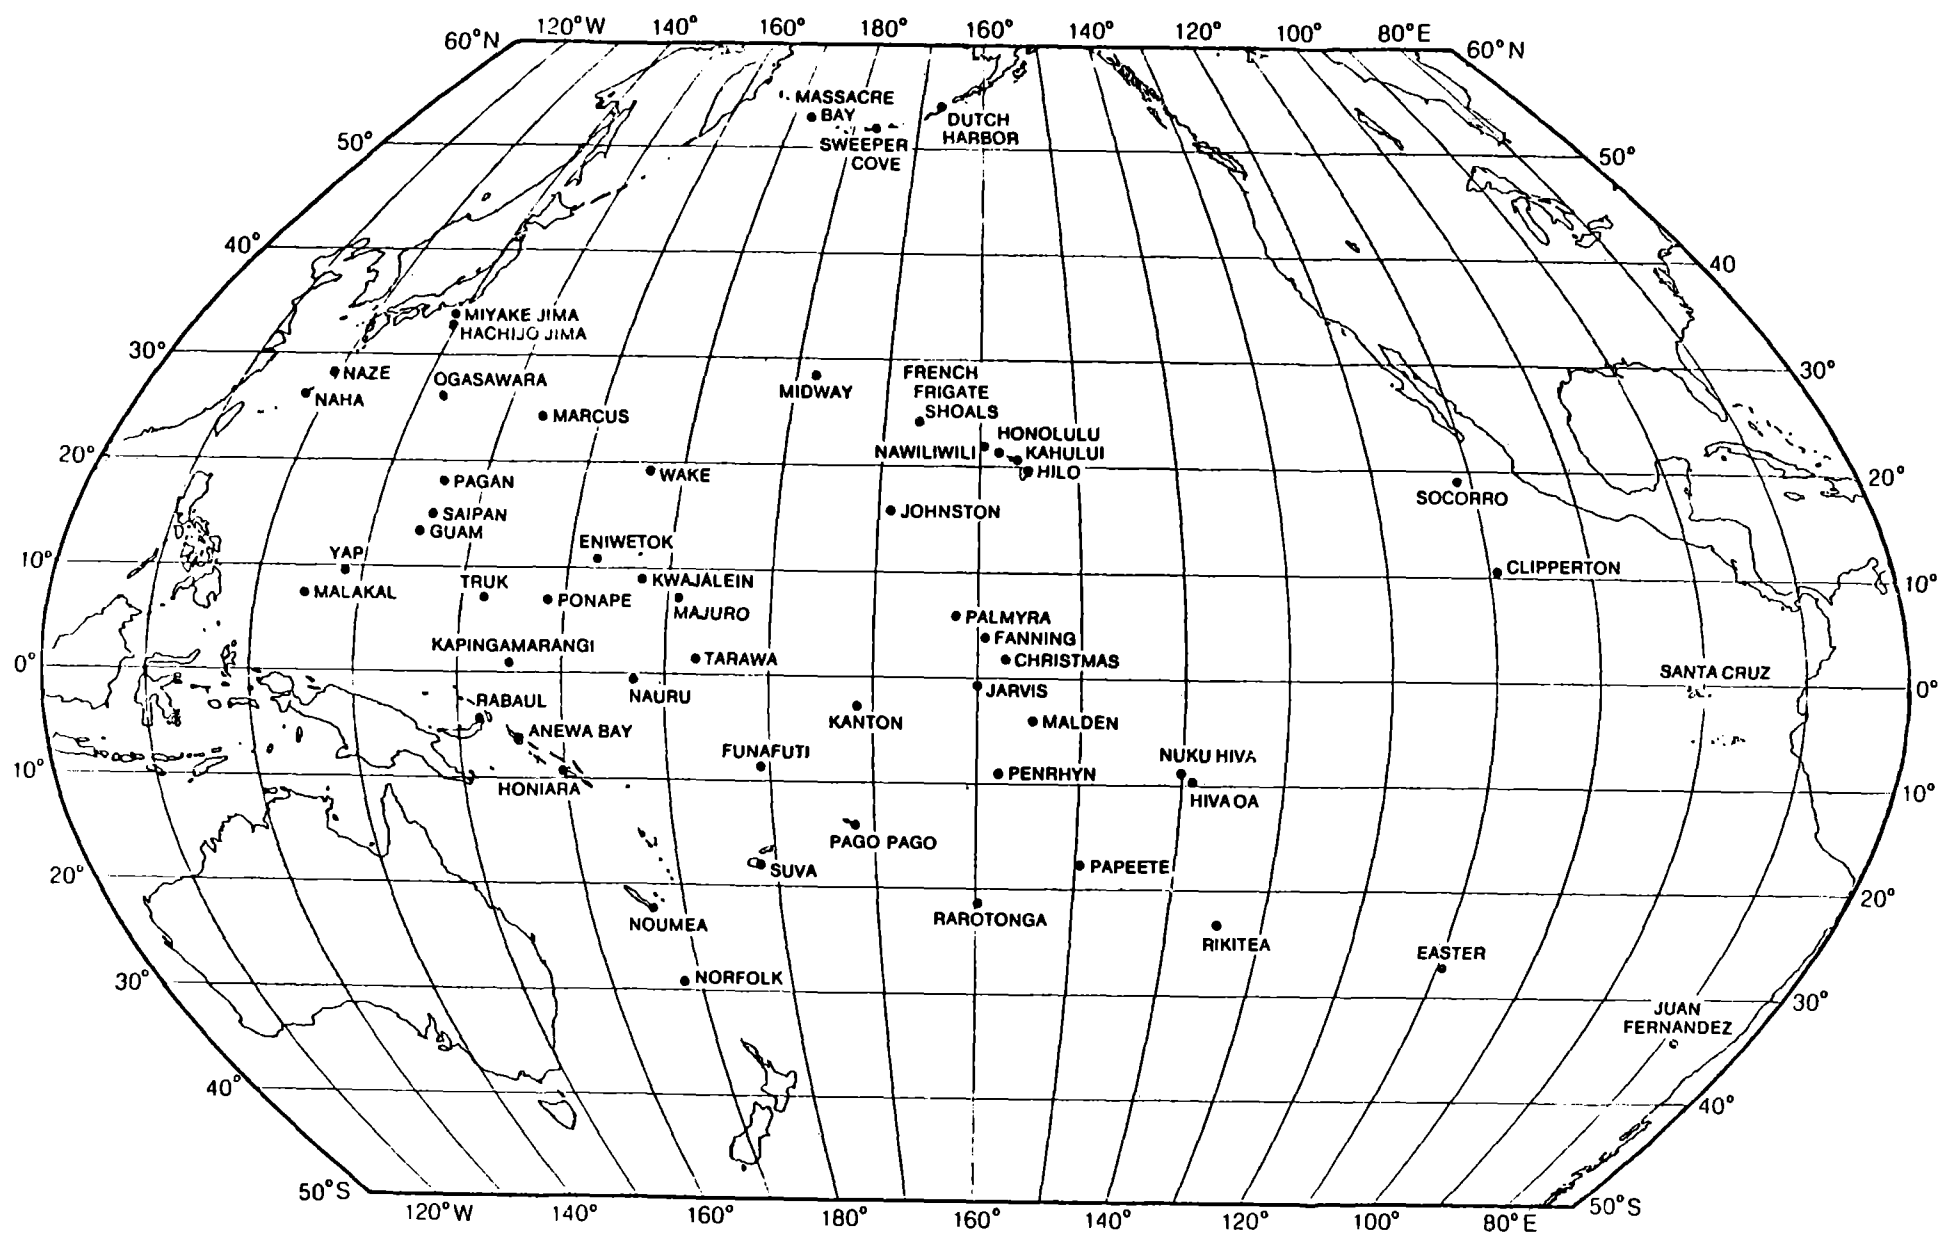 120°W 140° 160° 180° 160° 140° 120° 100° 80°E
60°N
60°N
MASSACRE
BAY
DUTCH
HARBOR
SWEEPER
COVE
50°
50°
40°
40
MIYAKE JIMA
HACHIJO JIMA
30°
30°
NAZE
NAHA
OGASAWARA
MARCUS
MIDWAY
FRENCH
FRIGATE
SHOALS
HONOLULU
NAWILIWILI
KAHULUI
HILO
20°
20°
PAGAN
WAKE
SOCORRO
SAIPAN
GUAM
JOHNSTON
ENIWETOK
10°
10°
YAP
MALAKAL
TRUK
KWAJALEIN
PONAPE
MAJURO
CLIPPERTON
PALMYRA
FANNING
KAPINGAMARANGI
TARAWA
CHRISTMAS
0°
0°
SANTA CRUZ
NAURU
JARVIS
RABAUL
KANTON
MALDEN
ANEWA BAY
FUNAFUTI
NUKU HIVA
10°
10°
HONIARA
PENRHYN
HIVA OA
PAGO PAGO
SUVA
PAPEETE
20°
20°
NOUMEA
RAROTONGA
RIKITEA
EASTER
NORFOLK
30°
30°
JUAN
FERNANDEZ
40°
40°
50°S
50°S
120°W 140° 160° 180° 160° 140° 120° 100° 80°E